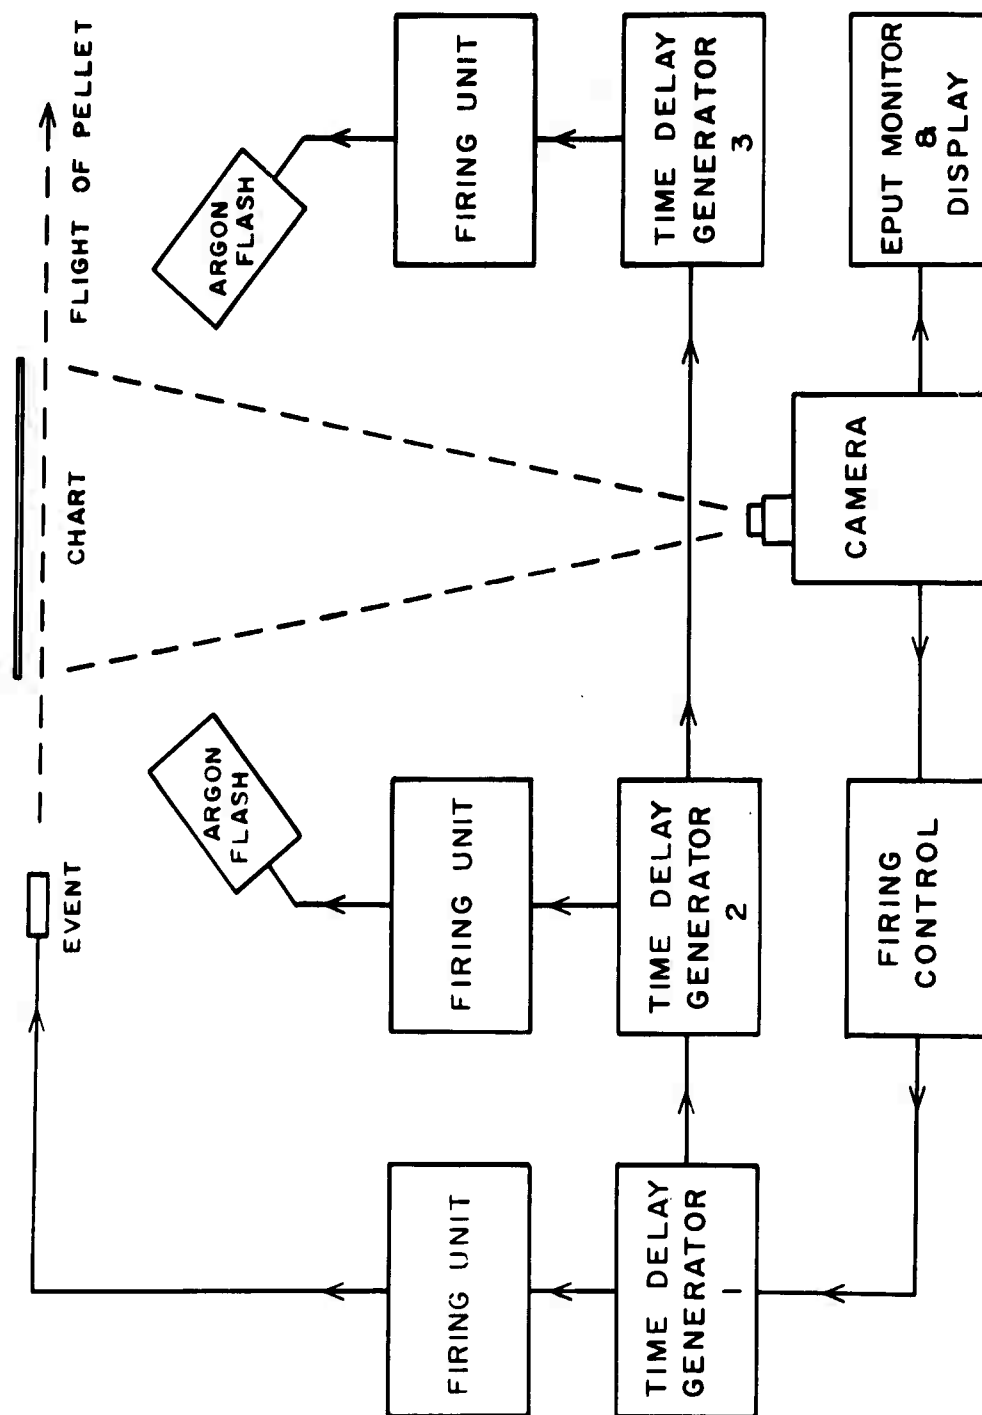 EVENT
CHART
FLIGHT OF PELLET
ARGON
FLASH
ARGON
FLASH
FIRING UNIT
FIRING UNIT
FIRING UNIT
TIME DELAY
GENERATOR
1
TIME DELAY
GENERATOR
2
TIME DELAY
GENERATOR
3
FIRING
CONTROL
CAMERA
EPUT MONITOR
&
DISPLAY